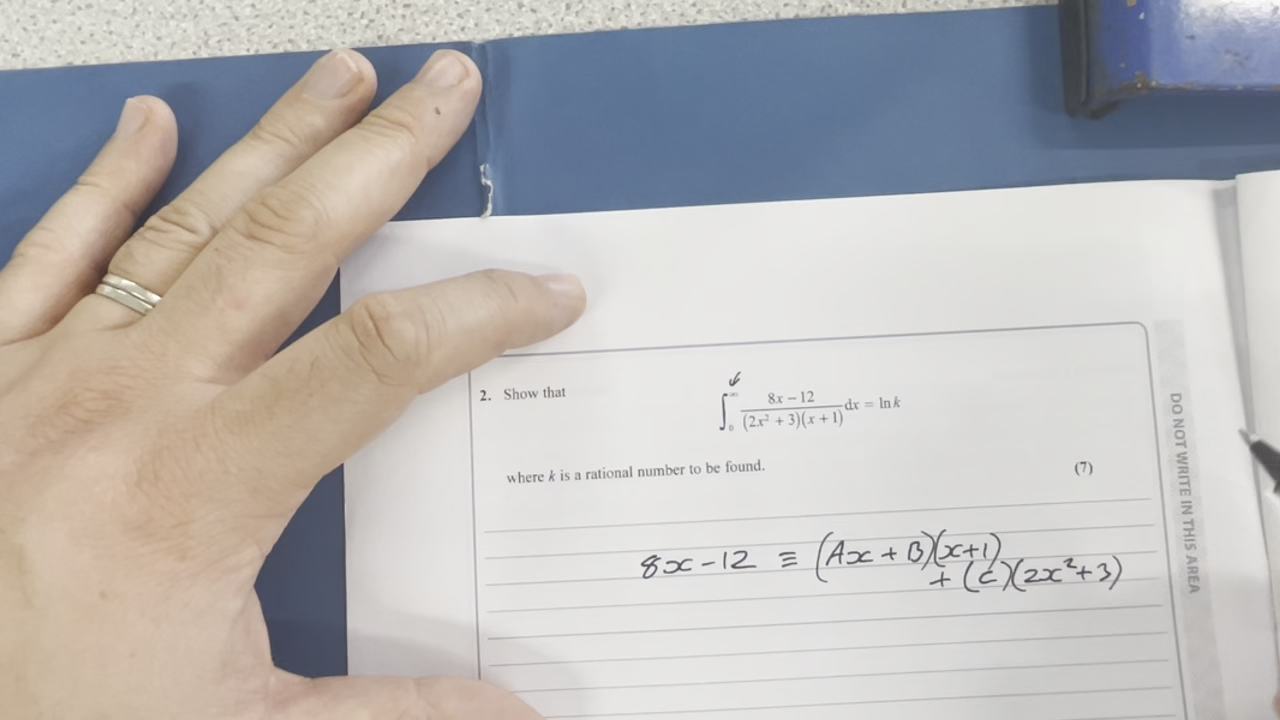 2. Show that
∫₀^∞ (8x − 12)/((2x² + 3)(x + 1)) dx = ln k
where k is a rational number to be found.
(7)
8x - 12 ≡ (Ax + B)(x+1)
+ (C)(2x²+3)
DO NOT WRITE IN THIS AREA